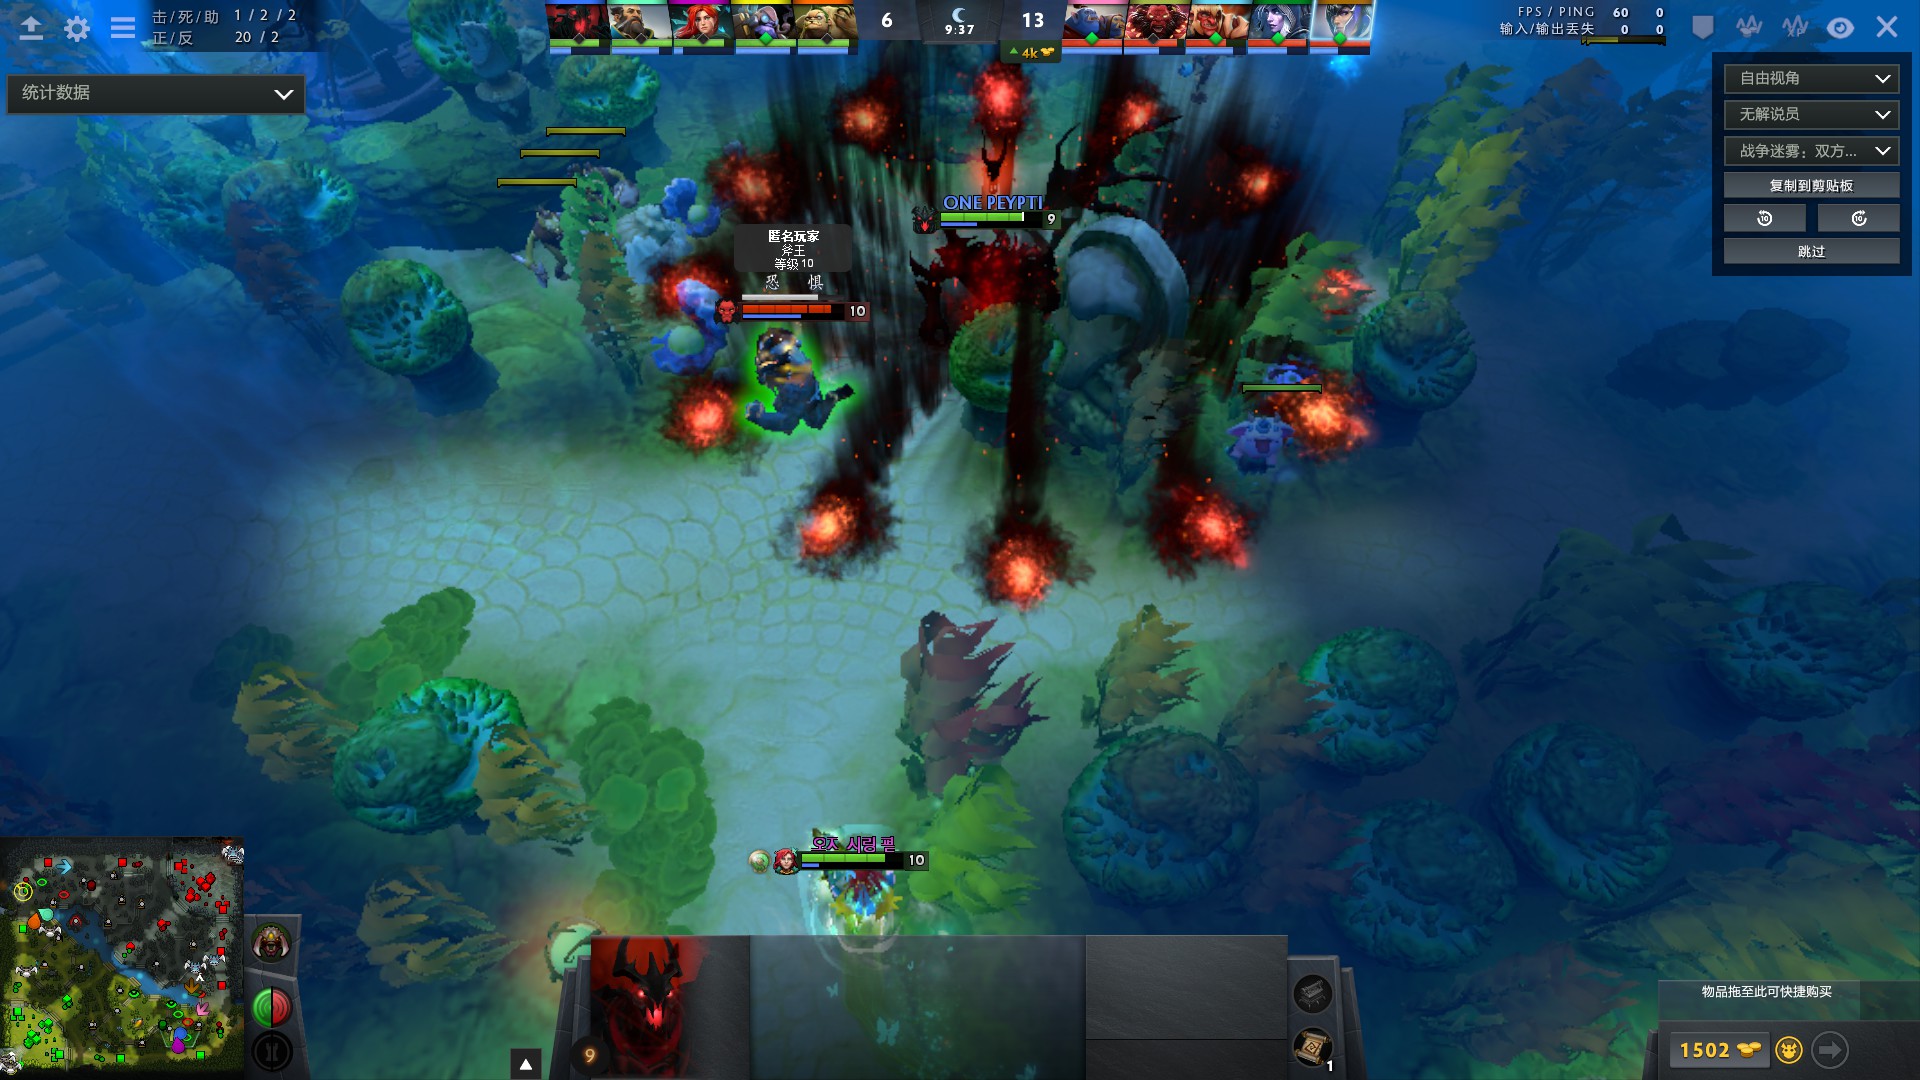 击/死/助 1 / 2 / 2
正/反 20 / 2
6
9:37
13
4k
FPS / PING 60 0
输入/输出丢失 0 0
统计数据
自由视角
无解说员
战争迷雾：双方...
复制到剪贴板
10
10
跳过
ONE PEYPTI
9
匿名玩家
斧王
等级 10
恐 惧
10
오지 시렁 펄
10
9
1
物品拖至此可快捷购买
1502